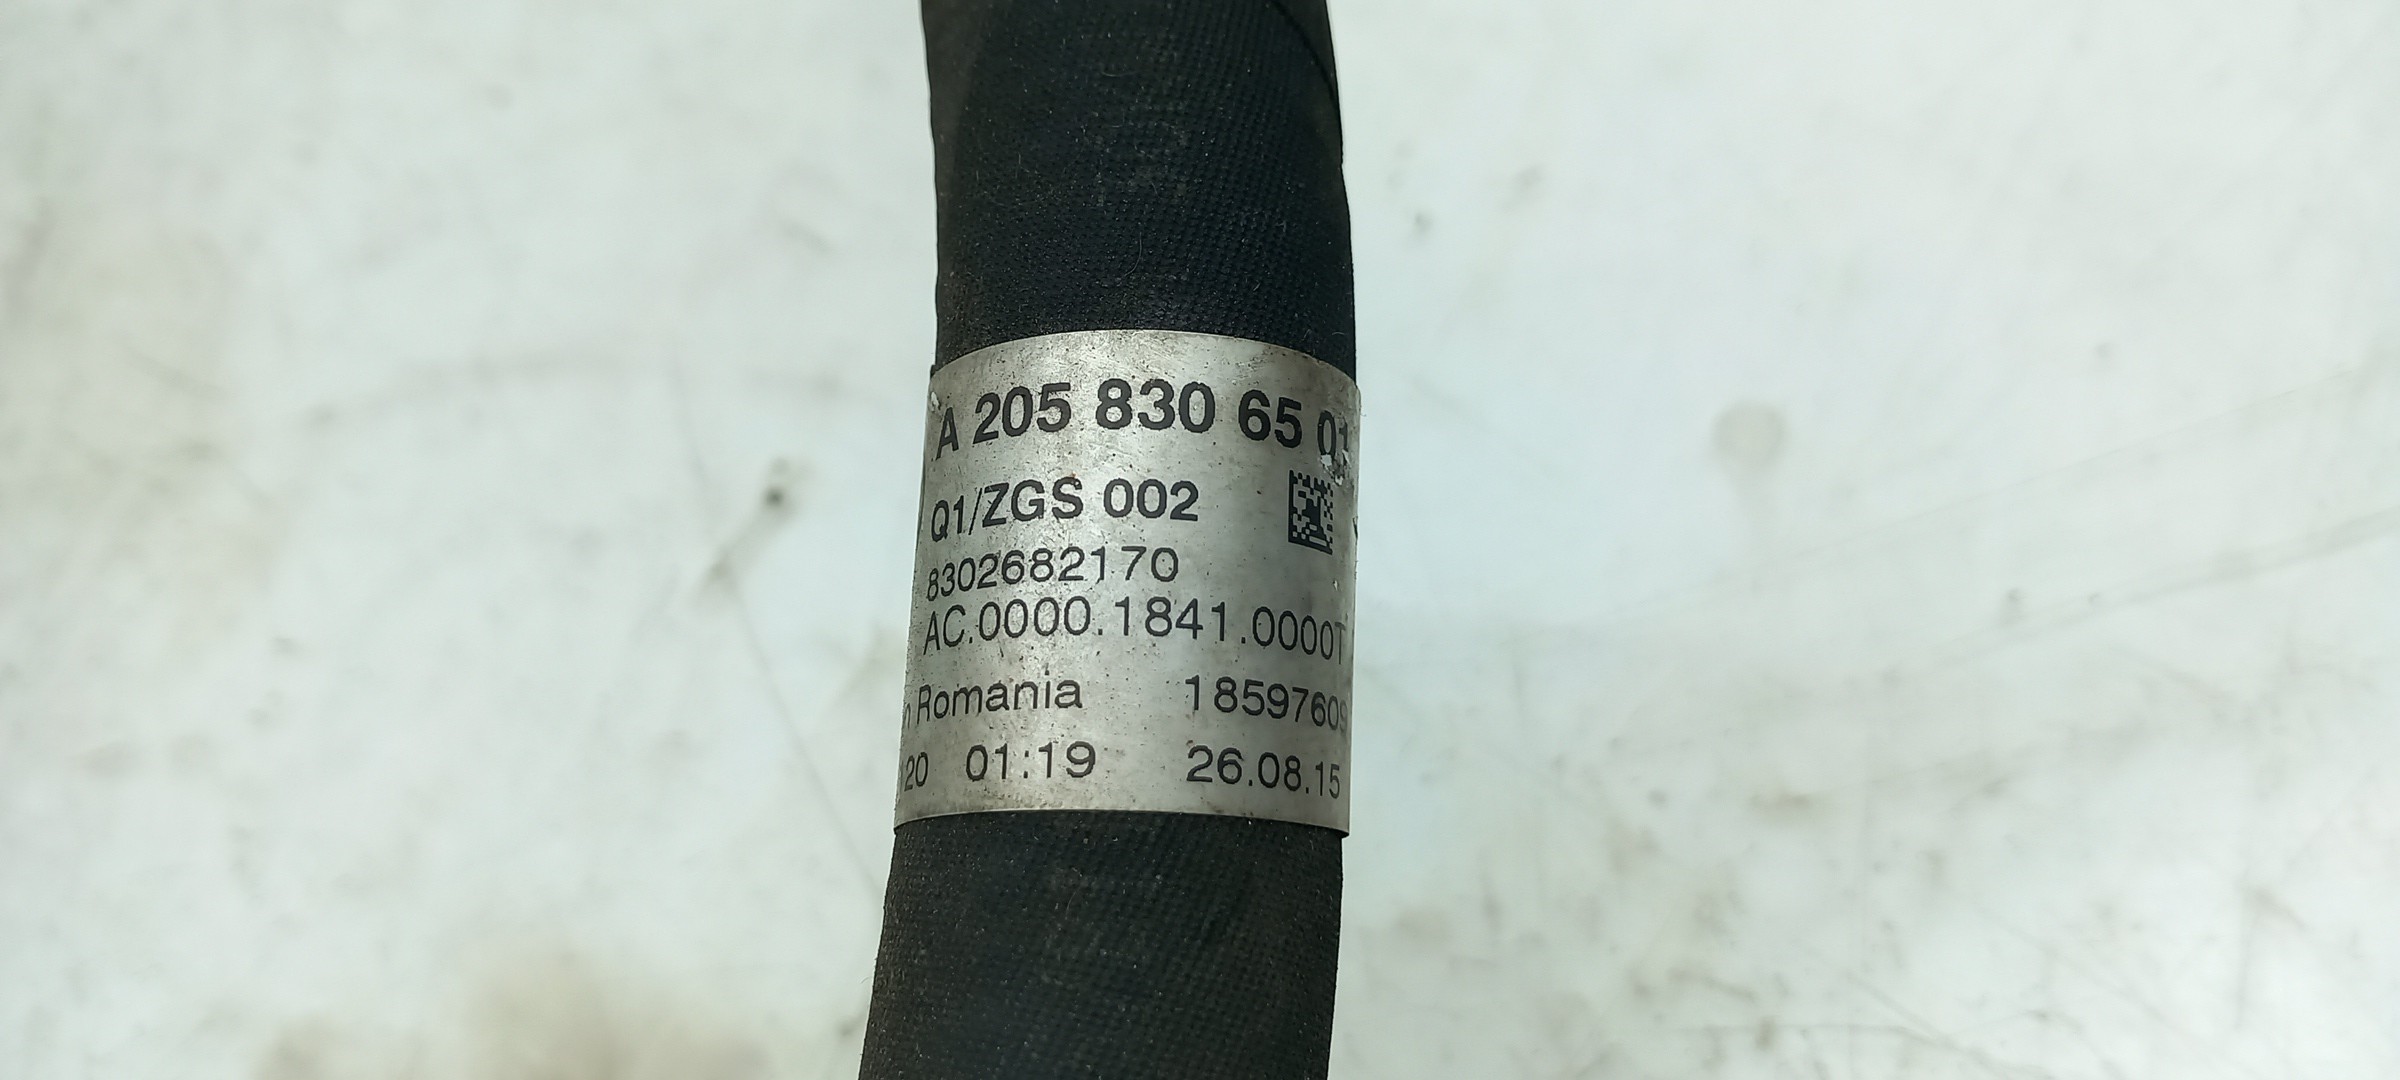 A 205 830 65 01
Q1/ZGS 002
8302682170
AC.0000.1841.0000T
n Romania 18597609
20 01:19 26.08.15